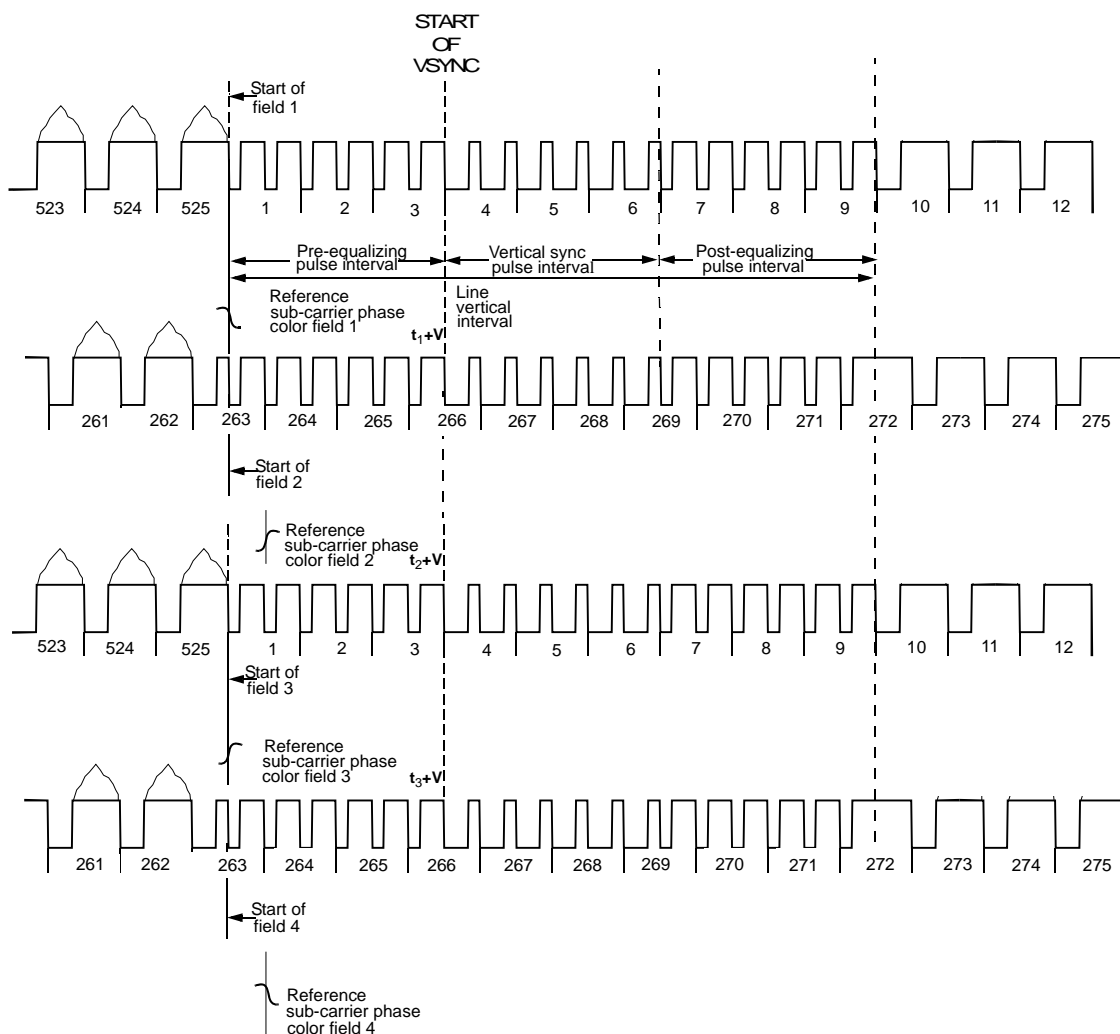 START
OF
VSYNC
Start of
field 1
523 524 525 1 2 3 4 5 6 7 8 9 10 11 12
Pre-equalizing
pulse interval
Vertical sync
pulse interval
Post-equalizing
pulse interval
Reference
sub-carrier phase
color field 1
Line
vertical
interval
t1+V
261 262 263 264 265 266 267 268 269 270 271 272 273 274 275
Start of
field 2
Reference
sub-carrier phase
color field 2
t2+V
523 524 525 1 2 3 4 5 6 7 8 9 10 11 12
Start of
field 3
Reference
sub-carrier phase
color field 3
t3+V
261 262 263 264 265 266 267 268 269 270 271 272 273 274 275
Start of
field 4
Reference
sub-carrier phase
color field 4